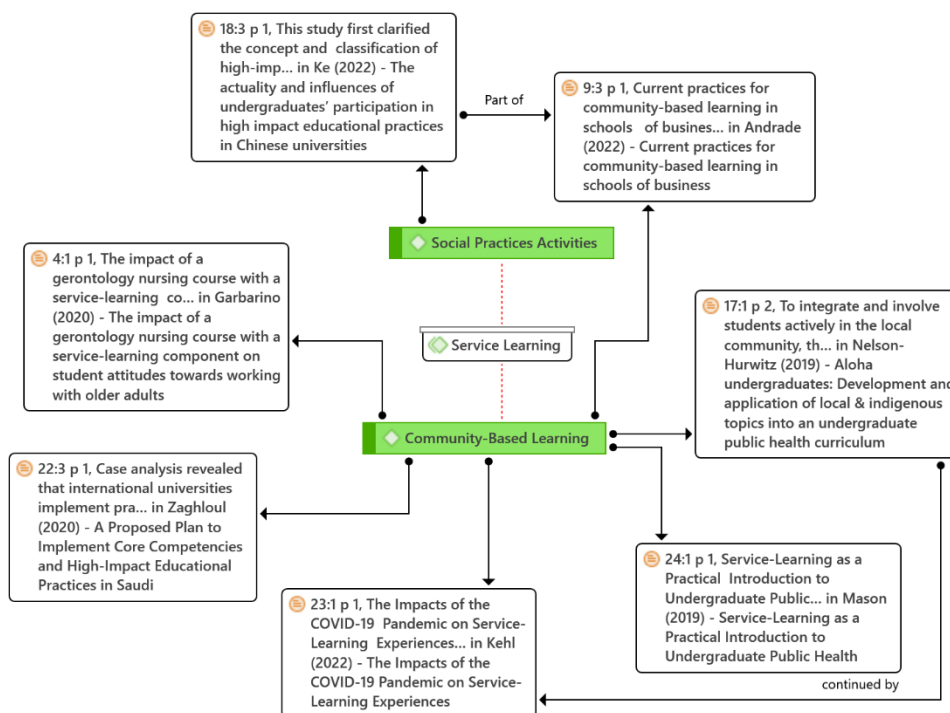 18:3 p 1, This study first clarified
the concept and classification of
high-imp... in Ke (2022) - The
actuality and influences of
undergraduates’ participation in
high impact educational practices
in Chinese universities
Part of
9:3 p 1, Current practices for
community-based learning in
schools of busines... in Andrade
(2022) - Current practices for
community-based learning in
schools of business
Social Practices Activities
4:1 p 1, The impact of a
gerontology nursing course with a
service-learning co... in Garbarino
(2020) - The impact of a
gerontology nursing course with a
service-learning component on
student attitudes towards working
with older adults
Service Learning
17:1 p 2, To integrate and involve
students actively in the local
community, th... in Nelson-
Hurwitz (2019) - Aloha
undergraduates: Development and
application of local & indigenous
topics into an undergraduate
public health curriculum
Community-Based Learning
22:3 p 1, Case analysis revealed
that international universities
implement pra... in Zaghloul
(2020) - A Proposed Plan to
Implement Core Competencies
and High-Impact Educational
Practices in Saudi
24:1 p 1, Service-Learning as a
Practical Introduction to
Undergraduate Public... in Mason
(2019) - Service-Learning as a
Practical Introduction to
Undergraduate Public Health
23:1 p 1, The Impacts of the
COVID-19 Pandemic on Service-
Learning Experiences... in Kehl
(2022) - The Impacts of the
COVID-19 Pandemic on Service-
Learning Experiences
continued by